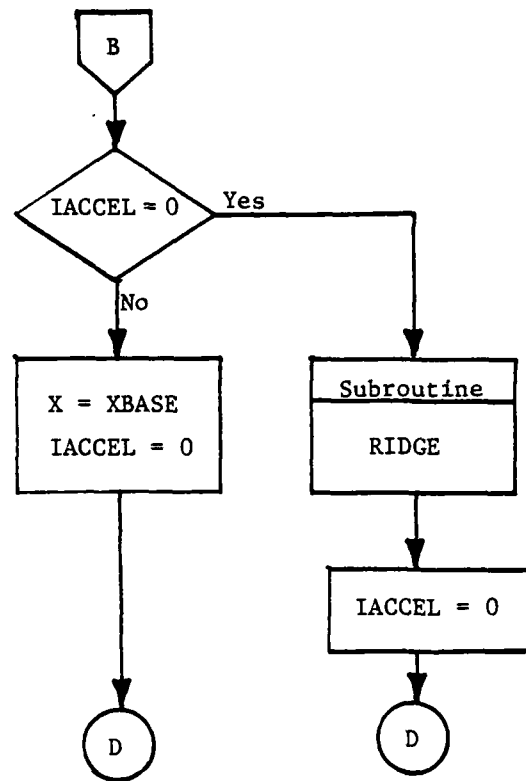 B
IACCEL = 0
Yes
No
X = XBASE
IACCEL = 0
Subroutine
RIDGE
IACCEL = 0
D
D